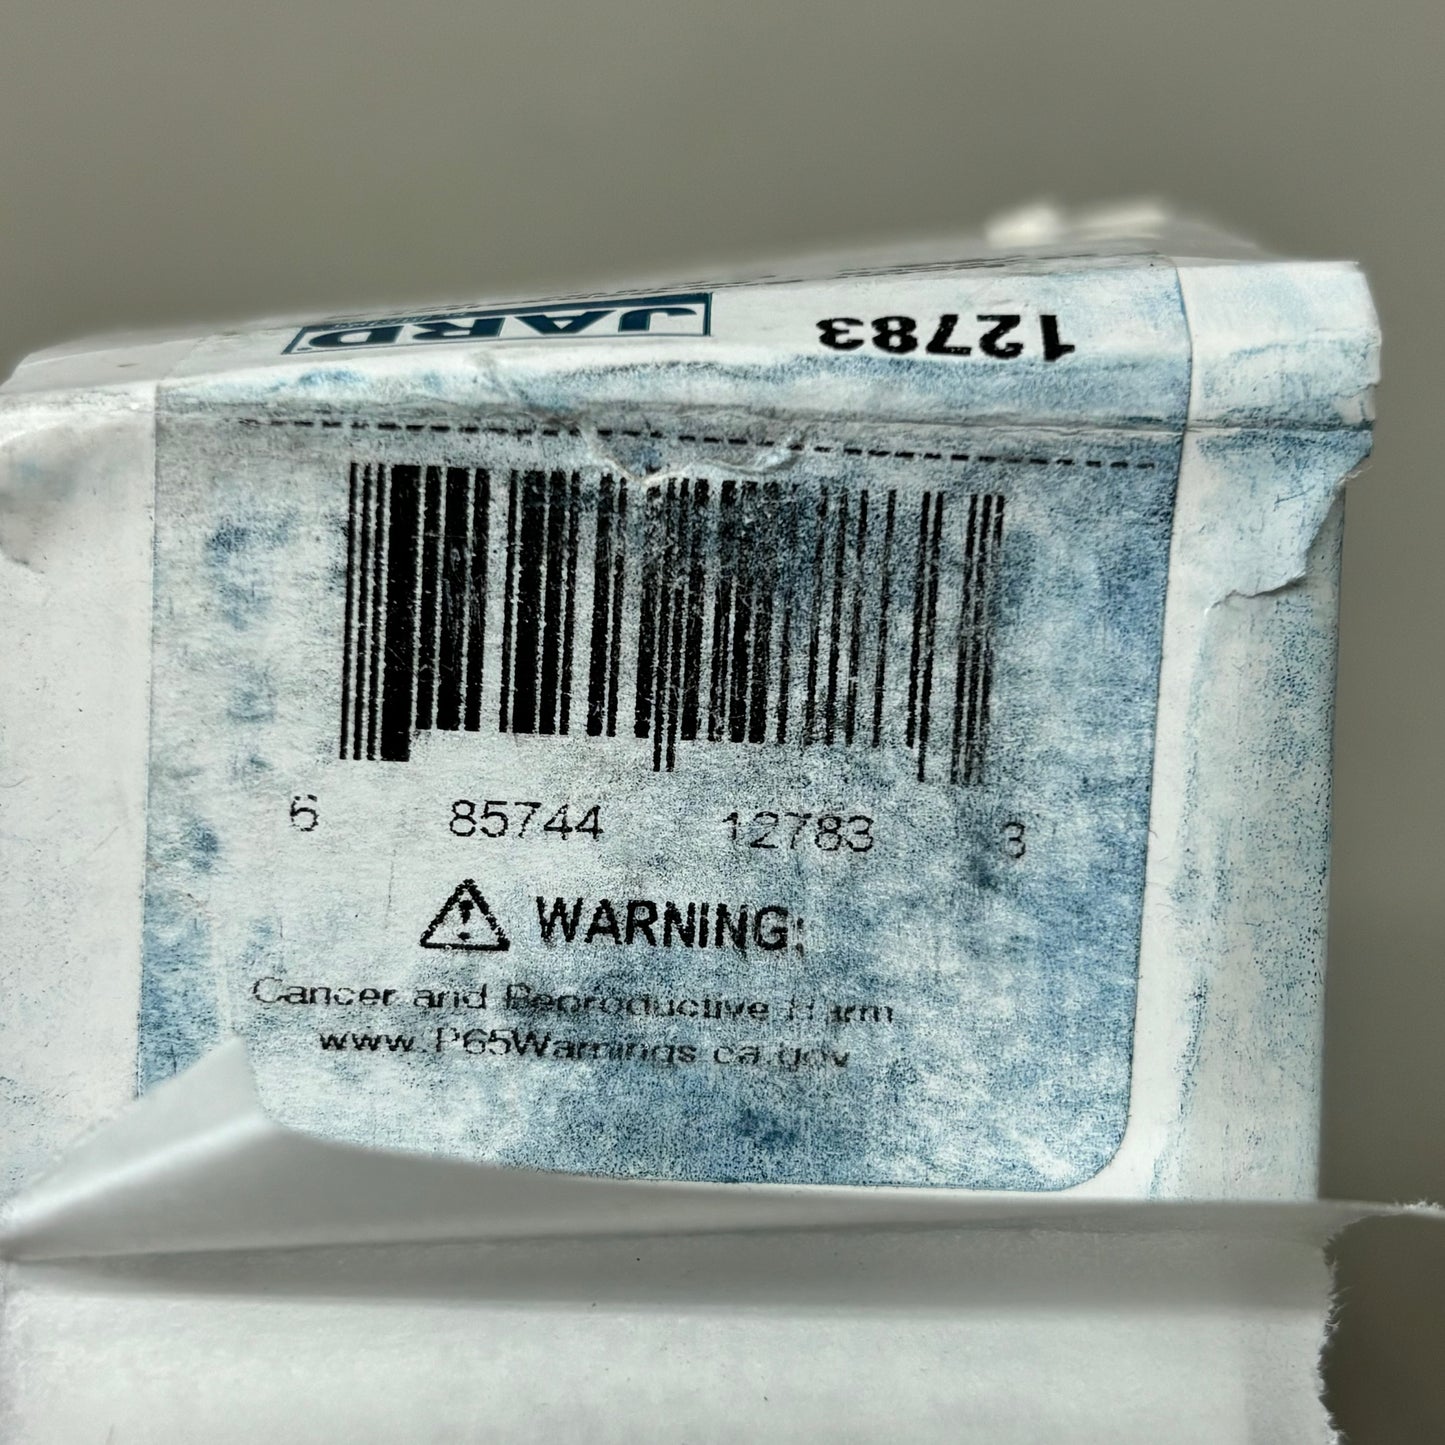 JARD 12783
6 85744 12783 3
WARNING:
Cancer and Reproductive Harm
www.P65Warnings.ca.gov